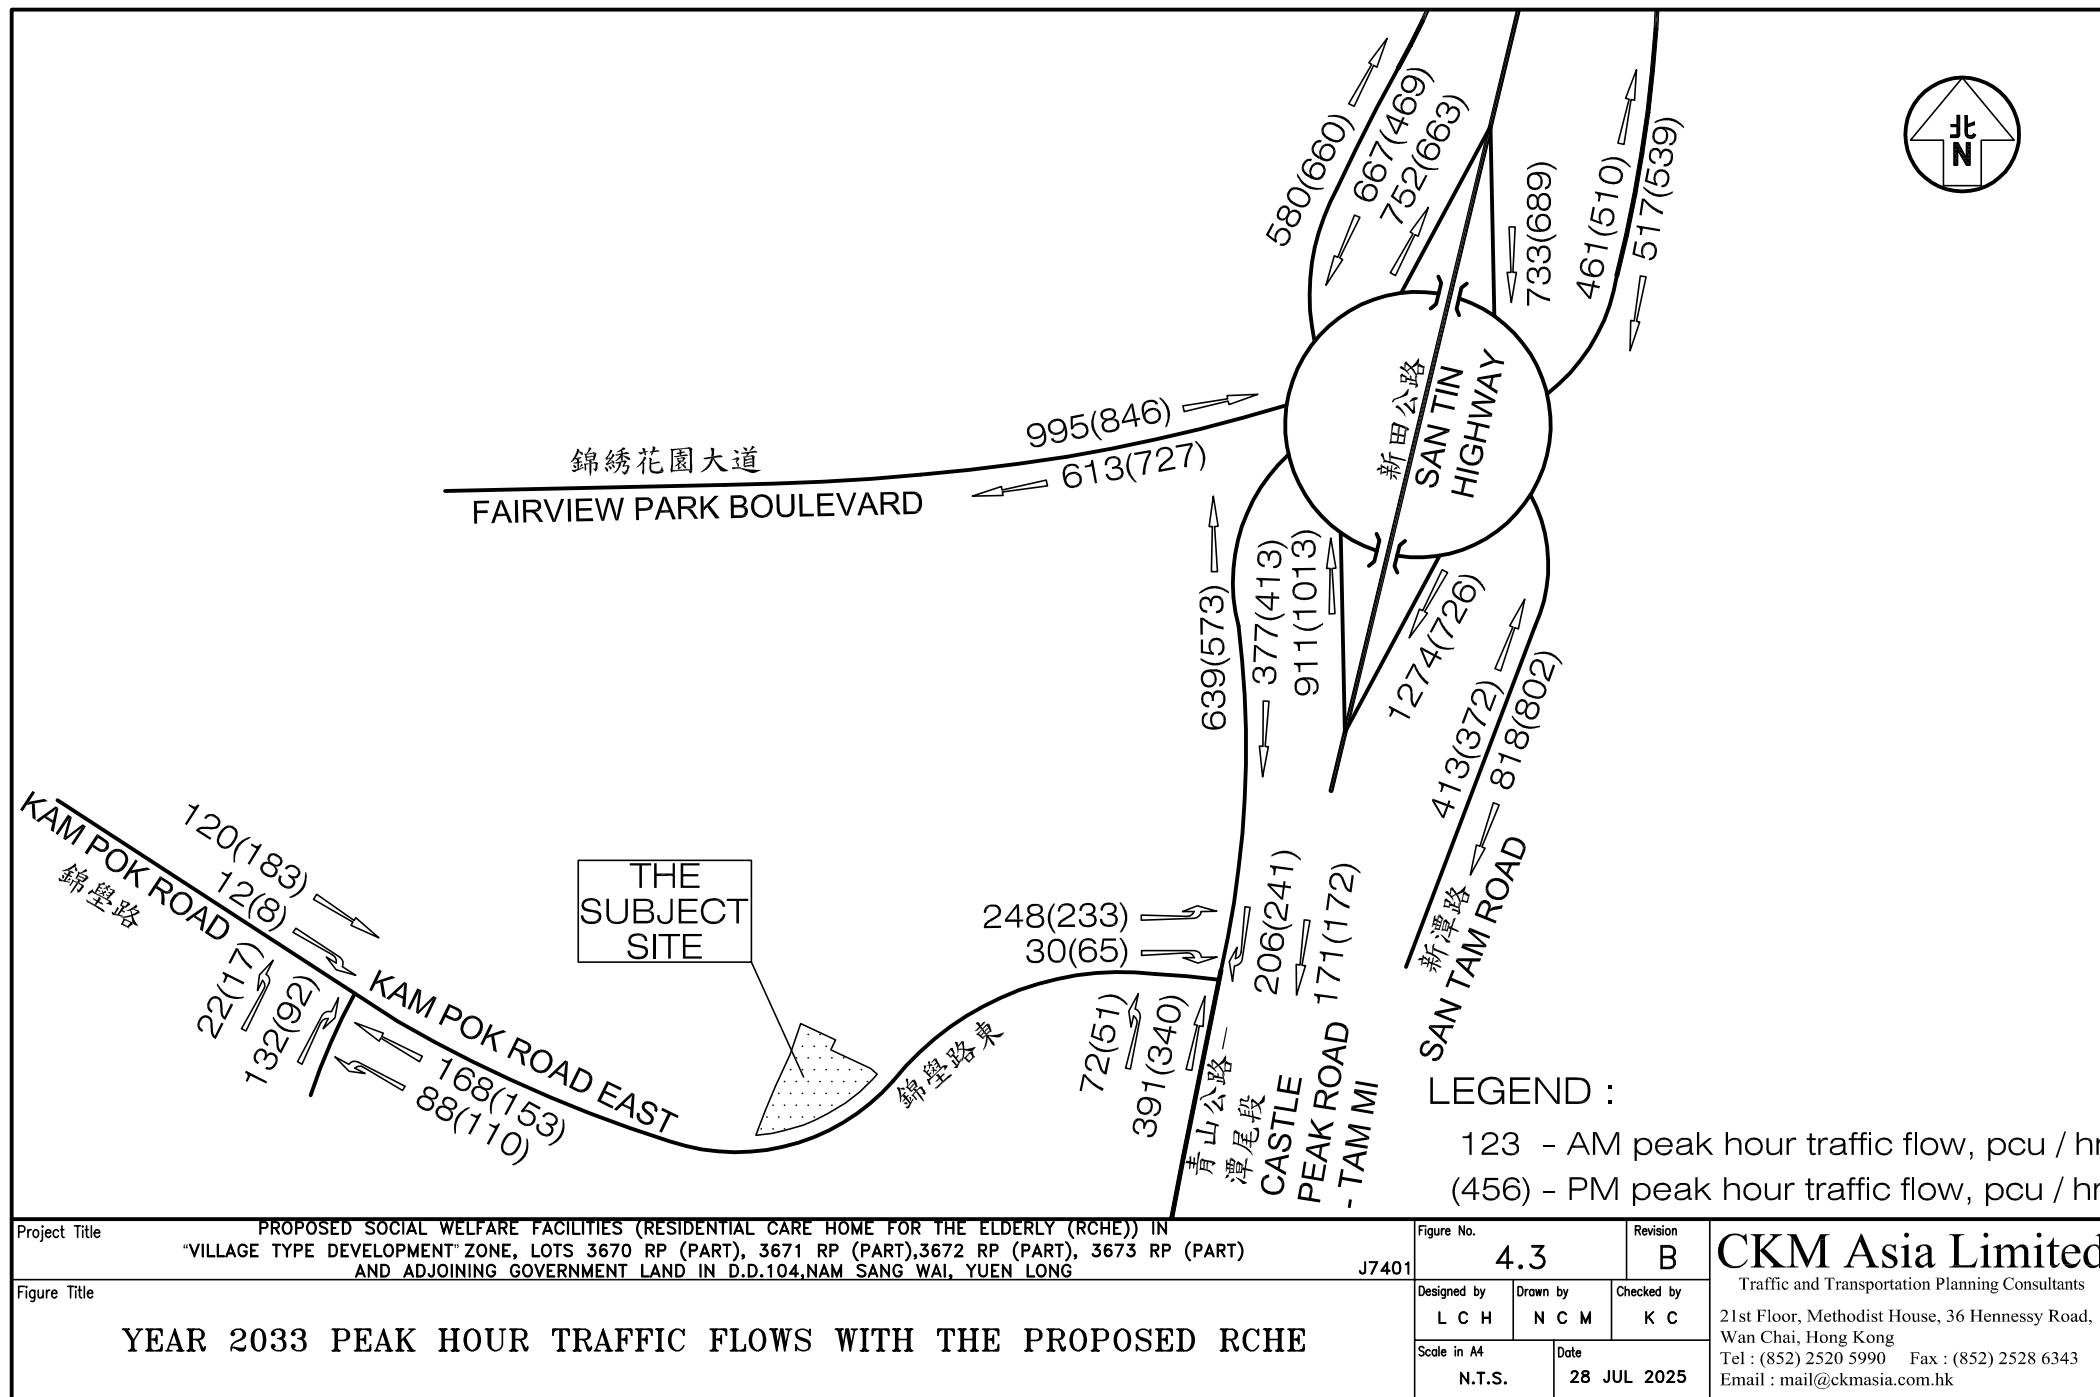 580(660)
667(469)
752(663)
733(689)
461(510)
517(539)
北
N
新田公路
SAN TIN
HIGHWAY
995(846)
613(727)
錦綉花園大道
FAIRVIEW PARK BOULEVARD
639(573)
377(413)
911(1013)
1274(726)
413(372)
818(802)
新潭路
SAN TAM ROAD
KAM POK ROAD
錦壆路
120(183)
12(8)
22(17)
132(92)
KAM POK ROAD EAST
錦壆路東
168(153)
88(110)
THE
SUBJECT
SITE
248(233)
30(65)
206(241)
171(172)
72(51)
391(340)
青山公路－
潭尾段
CASTLE
PEAK ROAD
- TAM MI
LEGEND :
123 - AM peak hour traffic flow, pcu / hr
(456) - PM peak hour traffic flow, pcu / hr
Project Title
PROPOSED SOCIAL WELFARE FACILITIES (RESIDENTIAL CARE HOME FOR THE ELDERLY (RCHE)) IN
"VILLAGE TYPE DEVELOPMENT" ZONE, LOTS 3670 RP (PART), 3671 RP (PART),3672 RP (PART), 3673 RP (PART)
AND ADJOINING GOVERNMENT LAND IN D.D.104,NAM SANG WAI, YUEN LONG
J7401
Figure Title
YEAR 2033 PEAK HOUR TRAFFIC FLOWS WITH THE PROPOSED RCHE
Figure No.
4.3
Revision
B
Designed by
L C H
Drawn by
N C M
Checked by
K C
Scale in A4
N.T.S.
Date
28 JUL 2025
CKM Asia Limited
Traffic and Transportation Planning Consultants
21st Floor, Methodist House, 36 Hennessy Road,
Wan Chai, Hong Kong
Tel : (852) 2520 5990 Fax : (852) 2528 6343
Email : mail@ckmasia.com.hk